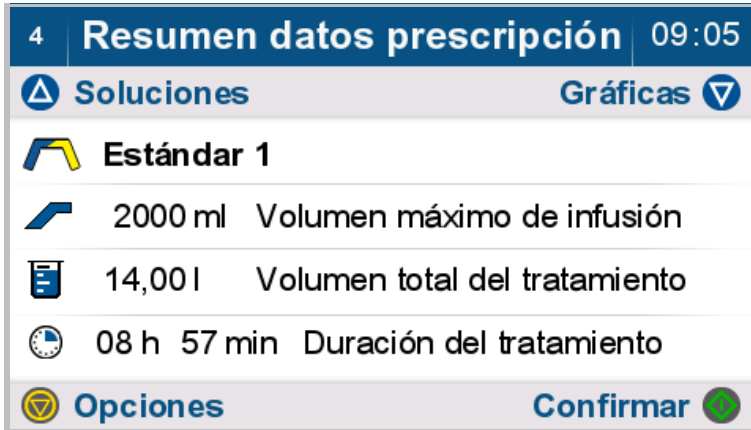 4 Resumen datos prescripción 09:05
Soluciones Gráficas
Estándar 1
2000 ml Volumen máximo de infusión
14,00 l Volumen total del tratamiento
08 h 57 min Duración del tratamiento
Opciones Confirmar